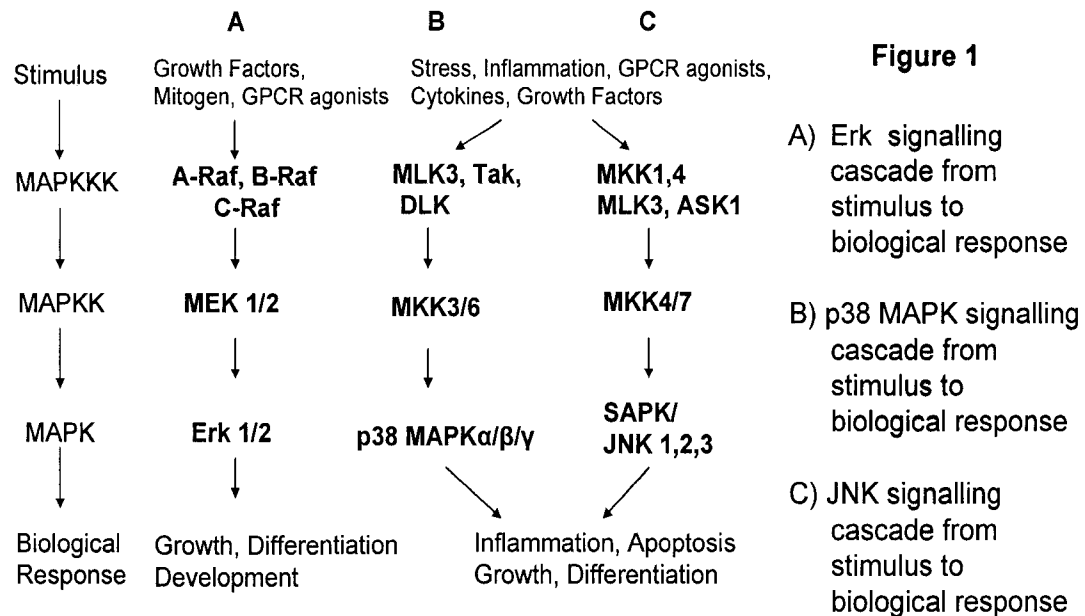 A B C
Figure 1
Stimulus
Growth Factors,
Mitogen, GPCR agonists
Stress, Inflammation, GPCR agonists,
Cytokines, Growth Factors
MAPKKK
A-Raf, B-Raf
C-Raf
MLK3, Tak,
DLK
MKK1,4
MLK3, ASK1
MAPKK
MEK 1/2
MKK3/6
MKK4/7
MAPK
Erk 1/2
p38 MAPKα/β/γ
SAPK/
JNK 1,2,3
Biological
Response
Growth, Differentiation
Development
Inflammation, Apoptosis
Growth, Differentiation
A) Erk signalling
cascade from
stimulus to
biological response
B) p38 MAPK signalling
cascade from
stimulus to
biological response
C) JNK signalling
cascade from
stimulus to
biological response